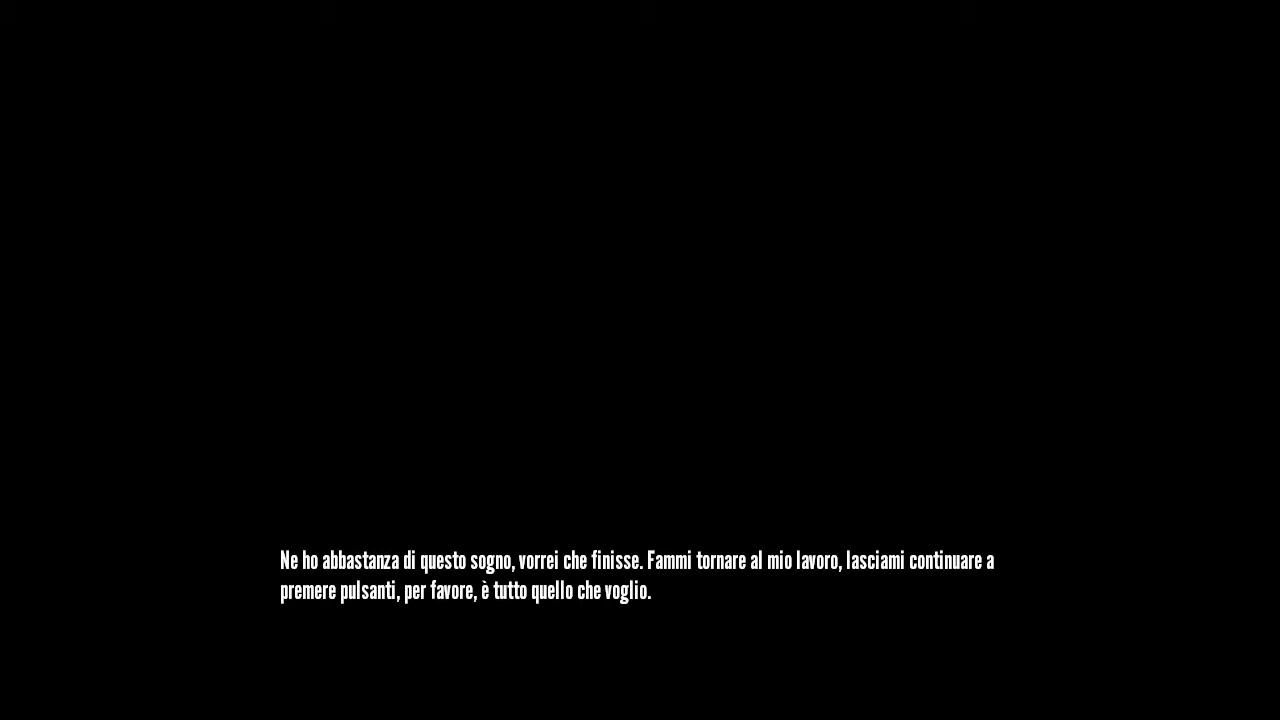 Ne ho abbastanza di questo sogno, vorrei che finisse. Fammi tornare al mio lavoro, lasciami continuare a
premere pulsanti, per favore, è tutto quello che voglio.